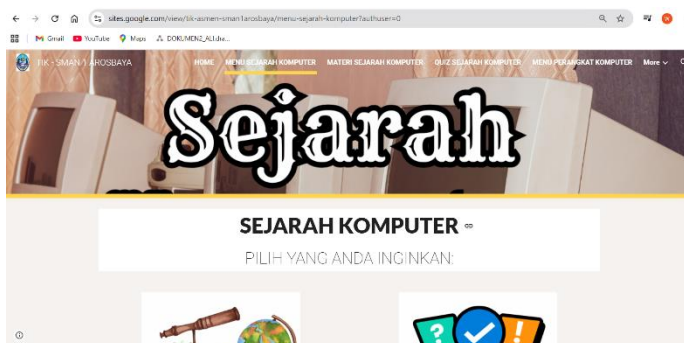 sites.google.com/view/tik-asmen-sman1arosbaya/menu-sejarah-komputer?authuser=0
Gmail YouTube Maps DOKUMEN2_ALI.dra...
TIK - SMAN 1 AROSBAYA HOME MENU SEJARAH KOMPUTER MATERI SEJARAH KOMPUTER QUIZ SEJARAH KOMPUTER MENU PERANGKAT KOMPUTER More
Sejarah
SEJARAH KOMPUTER
PILIH YANG ANDA INGINKAN: